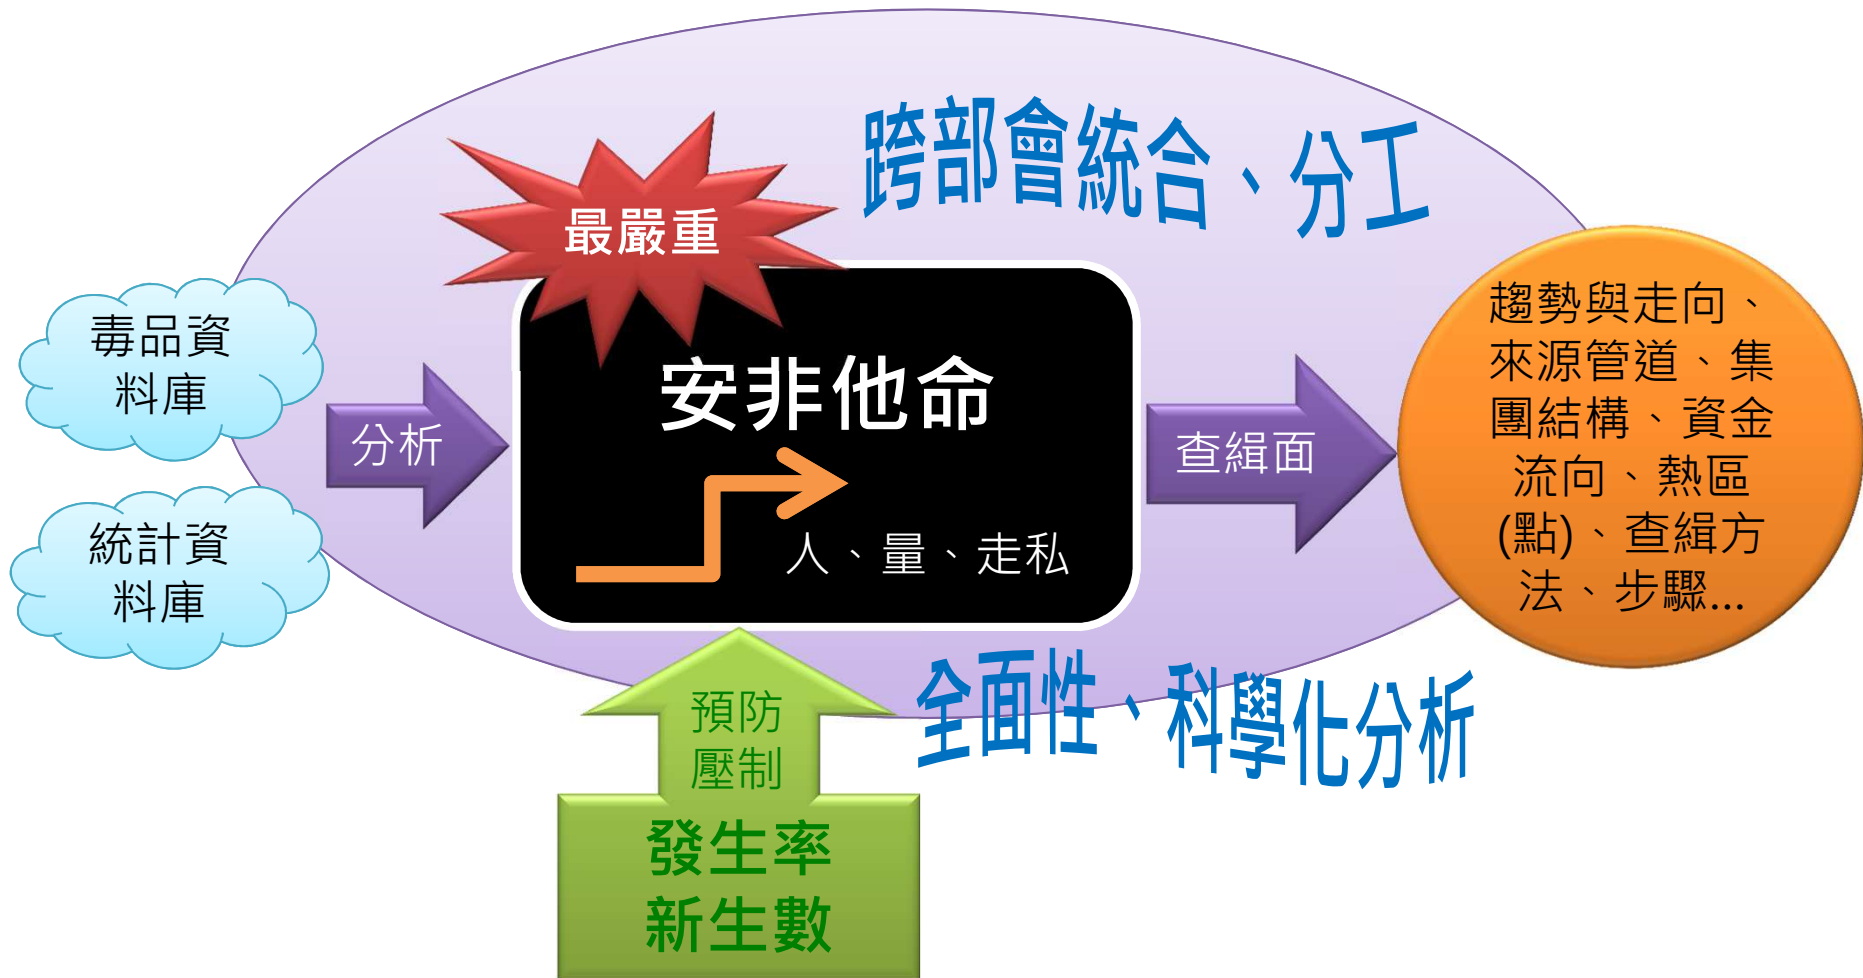 跨部會統合、分工
最嚴重
毒品資
料庫
統計資
料庫
分析
安非他命
人、量、走私
查緝面
趨勢與走向、
來源管道、集
團結構、資金
流向、熱區
(點)、查緝方
法、步驟...
全面性、科學化分析
預防
壓制
發生率
新生數